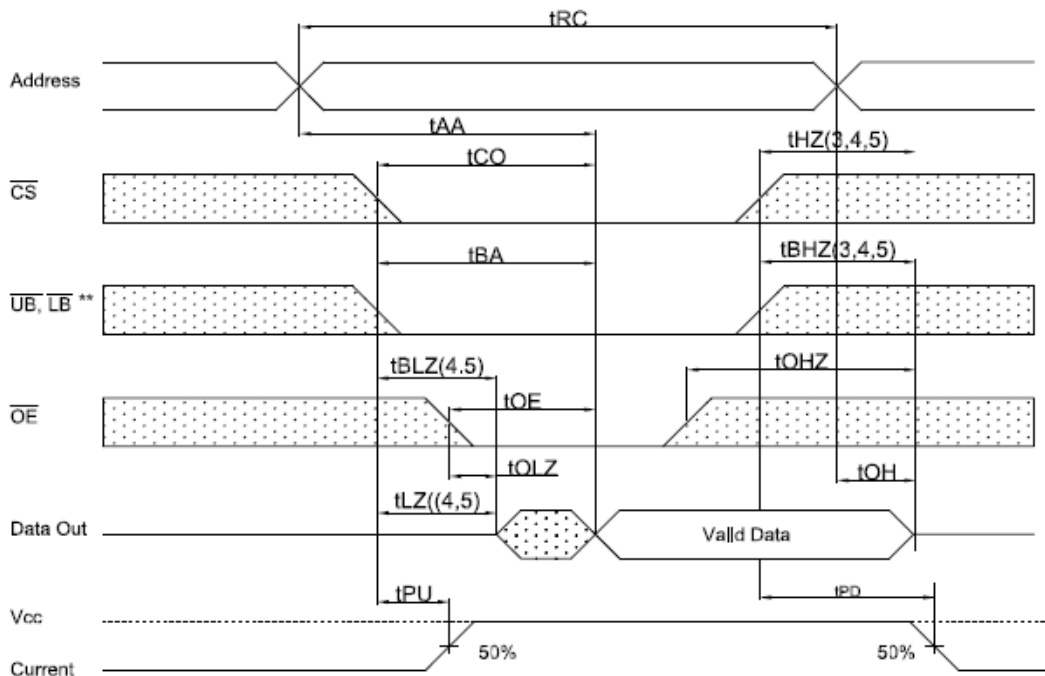 tRC
Address
tAA
tCO
tHZ(3,4,5)
CS
tBA
tBHZ(3,4,5)
UB, LB **
tBLZ(4.5)
tOHZ
tOE
OE
tOLZ
tOH
tLZ((4,5)
Data Out
Valid Data
tPU
tPD
Vcc
50%
50%
Current